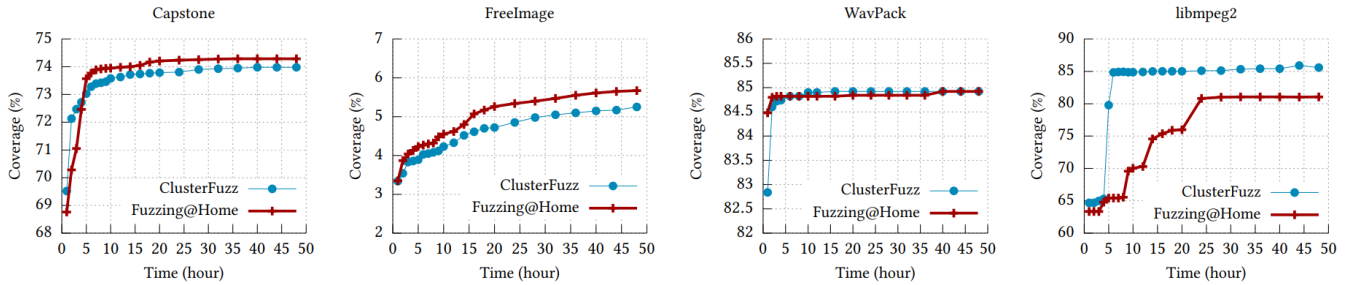 Capstone
Coverage (%)
75
74
73
72
71
70
69
68
0 5 10 15 20 25 30 35 40 45 50
Time (hour)
ClusterFuzz
Fuzzing@Home
FreeImage
Coverage (%)
7
6
5
4
3
2
0 5 10 15 20 25 30 35 40 45 50
Time (hour)
ClusterFuzz
Fuzzing@Home
WavPack
Coverage (%)
86
85.5
85
84.5
84
83.5
83
82.5
82
0 5 10 15 20 25 30 35 40 45 50
Time (hour)
ClusterFuzz
Fuzzing@Home
libmpeg2
Coverage (%)
90
85
80
75
70
65
60
0 5 10 15 20 25 30 35 40 45 50
Time (hour)
ClusterFuzz
Fuzzing@Home